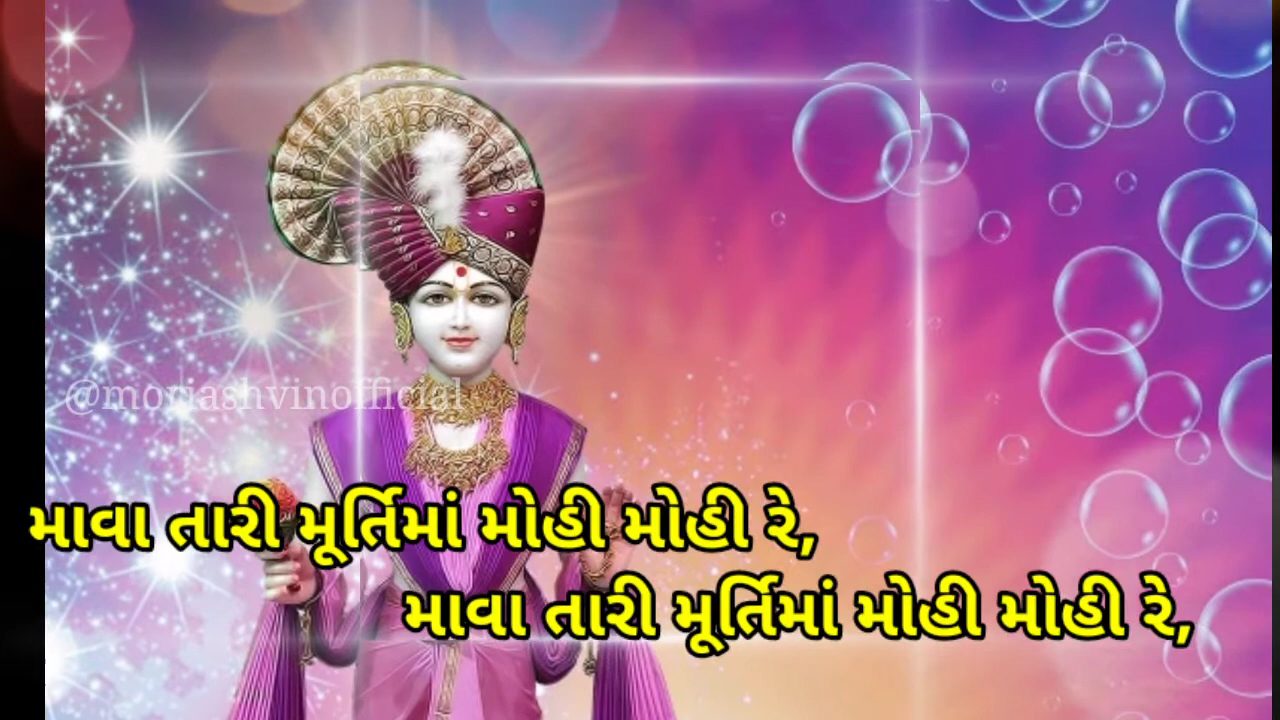 @moriashvinofficial
માવા તારી મૂર્તિમાં મોહી મોહી રે,
માવા તારી મૂર્તિમાં મોહી મોહી રે,